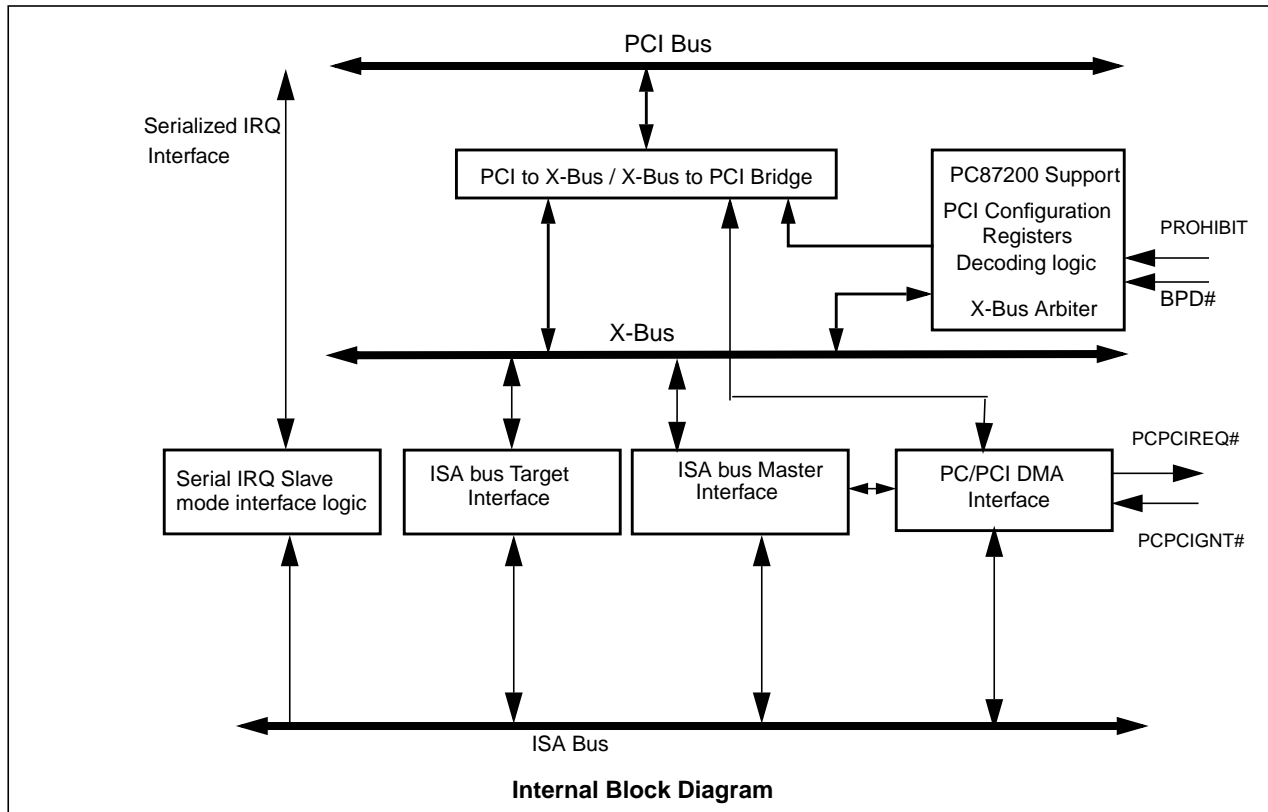 PCI Bus
Serialized IRQ
Interface
PCI to X-Bus / X-Bus to PCI Bridge
PC87200 Support
PCI Configuration
Registers
Decoding logic
X-Bus Arbiter
PROHIBIT
BPD#
X-Bus
Serial IRQ Slave
mode interface logic
ISA bus Target
Interface
ISA bus Master
Interface
PC/PCI DMA
Interface
PCPCIREQ#
PCPCIGNT#
ISA Bus
Internal Block Diagram